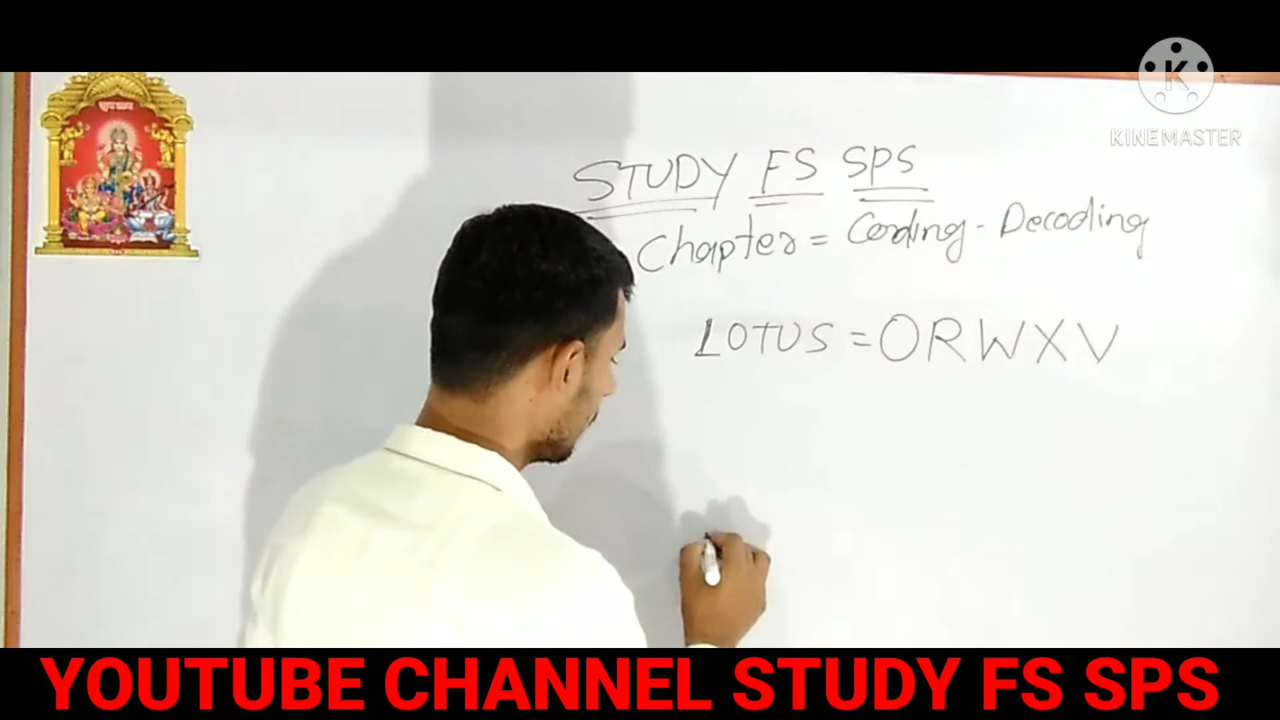 KINEMASTER
STUDY FS SPS
Chapter = Coding - Decoding
LOTUS = ORWXV
YOUTUBE CHANNEL STUDY FS SPS